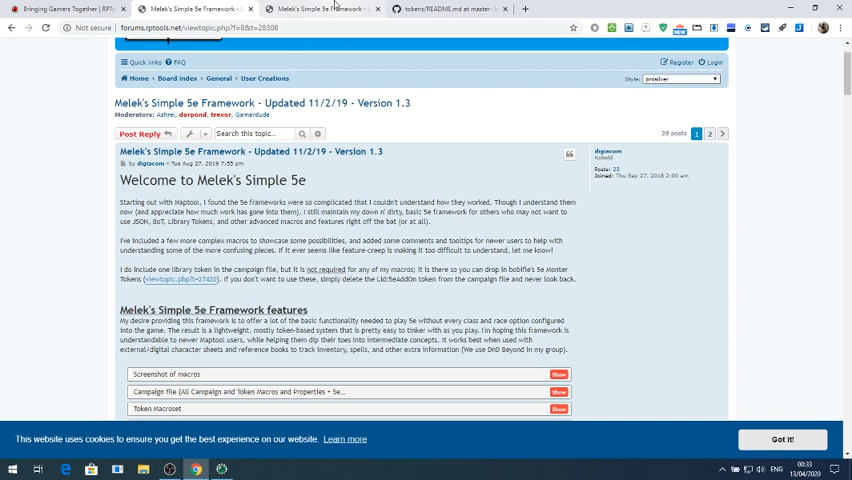 Bringing Gamers Together | RPT
Melek's Simple 5e Framework - U
Melek's Simple 5e Framework - U
tokens/README.md at master · b
Not secure | forums.rptools.net/viewtopic.php?f=8&t=28308
Quick links FAQ
Register Login
Home ‹ Board index ‹ General ‹ User Creations
Style: prosilver
Melek's Simple 5e Framework - Updated 11/2/19 - Version 1.3
Moderators: Azhrei, dorpond, trevor, Gamerdude
Post Reply
Search this topic...
28 posts 1 2
Melek's Simple 5e Framework - Updated 11/2/19 - Version 1.3
by digiacom » Tue Aug 27, 2019 7:55 pm
digiacom
Kobold
Posts: 23
Joined: Thu Sep 27, 2018 2:00 am
Welcome to Melek's Simple 5e
Starting out with Maptool, I found the 5e frameworks were so complicated that I couldn't understand how they worked. Though I understand them
now (and appreciate how much work has gone into them), I still maintain my down n' dirty, basic 5e framework for others who may not want to
use JSON, BoT, Library Tokens, and other advanced macros and features right off the bat (or at all).
I've included a few more complex macros to showcase some possibilities, and added some comments and tooltips for newer users to help with
understanding some of the more confusing pieces. If it ever seems like feature-creep is making it too difficult to understand, let me know!
I do include one library token in the campaign file, but it is not required for any of my macros; it is there so you can drop in bobifle's 5e Monter
Tokens (viewtopic.php?t=27420). If you don't want to use these, simply delete the Lid:5eAddOn token from the campaign file and never look back.
Melek's Simple 5e Framework features
My desire providing this framework is to offer a lot of the basic functionality needed to play 5e without every class and race option configured
into the game. The result is a lightweight, mostly token-based system that is pretty easy to tinker with as you play. I'm hoping this framework is
understandable to newer Maptool users, while helping them dip their toes into intermediate concepts. It works best when used with
external/digital character sheets and reference books to track inventory, spells, and other extra information (We use DnD Beyond in my group).
Screenshot of macros Show
Campaign file (All Campaign and Token Macros and Properties + 5e... Show
Token Macroset Show
This website uses cookies to ensure you get the best experience on our website. Learn more
Got it!
ENG
00:33
13/04/2020